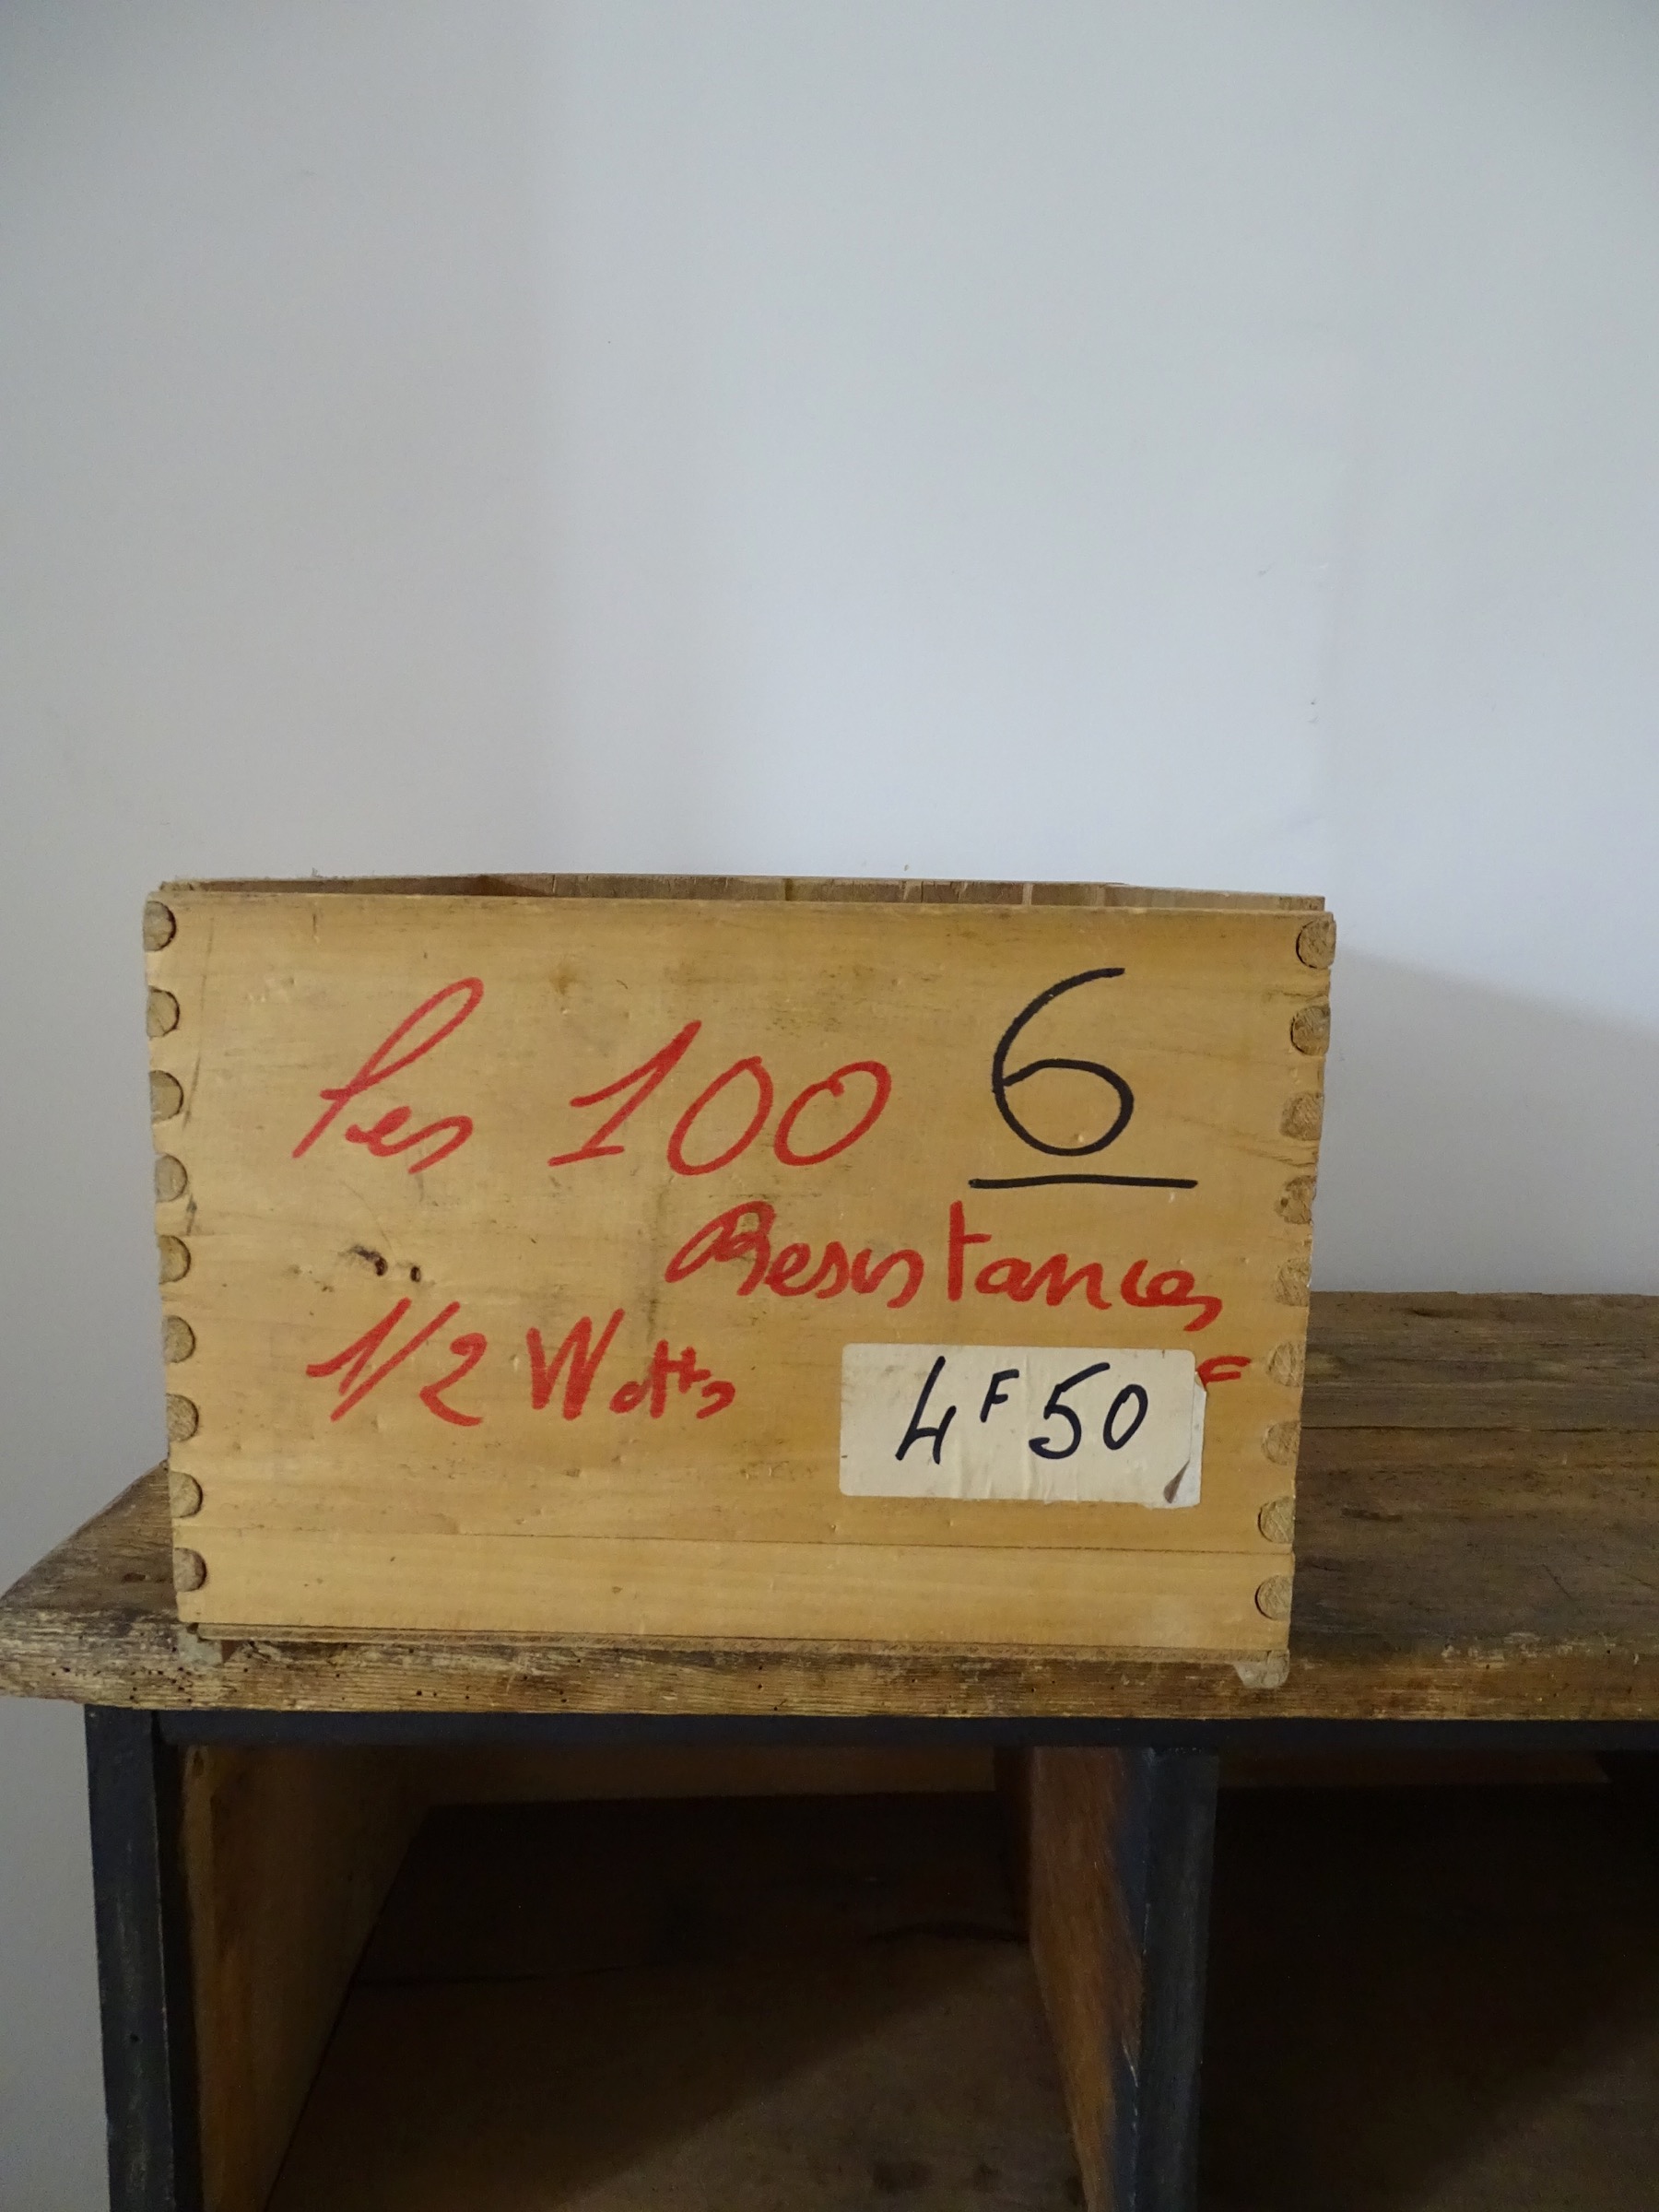 Les 100 6
Resistances
1/2 Watts
4F50 F